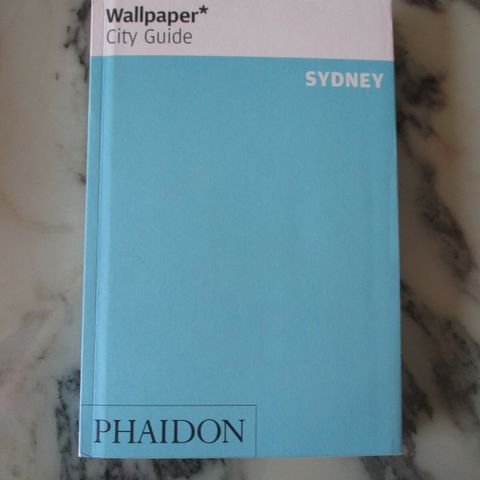 Wallpaper*
City Guide
SYDNEY
PHAIDON